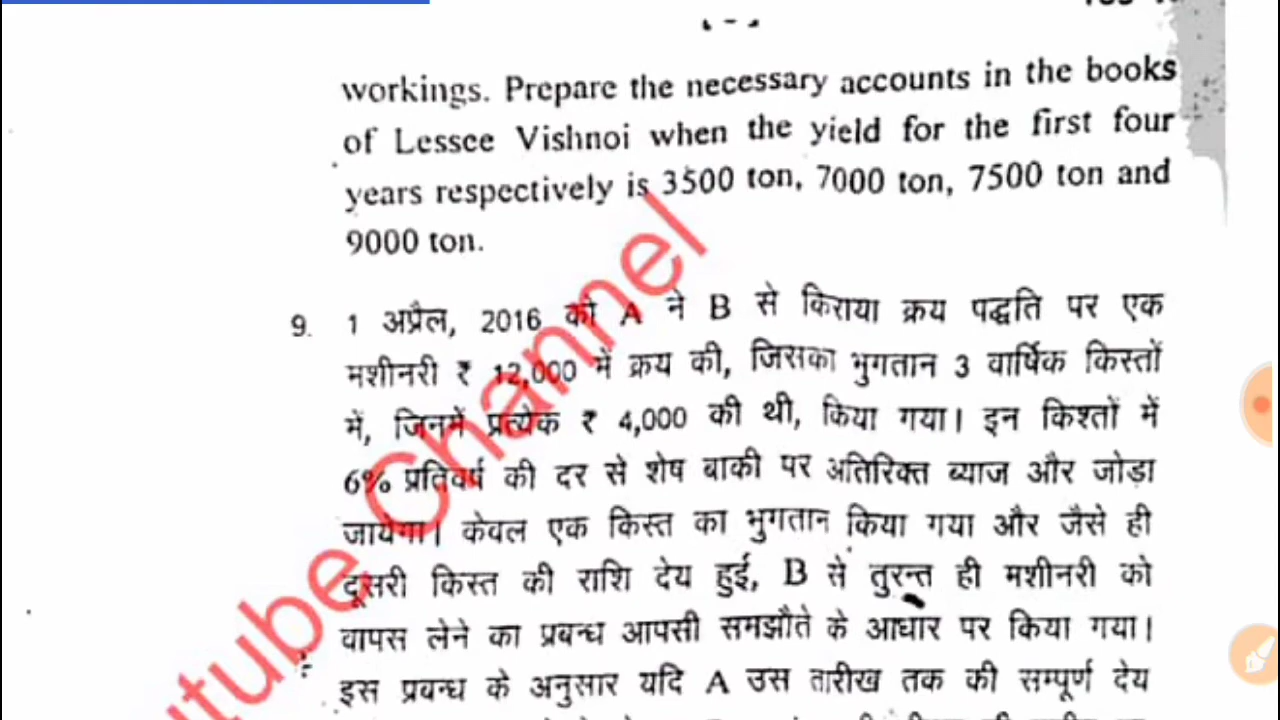 workings. Prepare the necessary accounts in the books
of Lessee Vishnoi when the yield for the first four
years respectively is 3500 ton, 7000 ton, 7500 ton and
9000 ton.
9. 1 अप्रैल, 2016 को A ने B से किराया क्रय पद्धति पर एक
मशीनरी ₹ 12,000 में क्रय की, जिसका भुगतान 3 वार्षिक किस्तों
में, जिनमें प्रत्येक ₹ 4,000 की थी, किया गया। इन किश्तों में
6% प्रतिवर्ष की दर से शेष बाकी पर अतिरिक्त ब्याज और जोड़ा
जायेगा। केवल एक किस्त का भुगतान किया गया और जैसे ही
दूसरी किस्त की राशि देय हुई, B से तुरन्त ही मशीनरी को
वापस लेने का प्रबन्ध आपसी समझौते के आधार पर किया गया।
इस प्रबन्ध के अनुसार यदि A उस तारीख तक की सम्पूर्ण देय
utube Channel